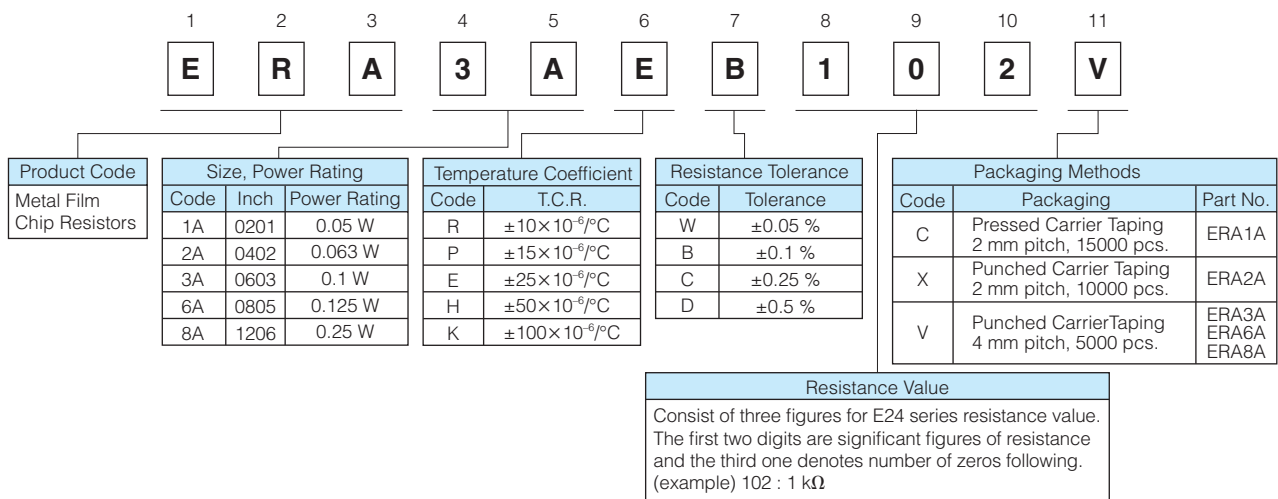 1 2 3 4 5 6 7 8 9 10 11
E R A 3 A E B 1 0 2 V
Product Code
Metal Film
Chip Resistors
Size, Power Rating
Code Inch Power Rating
1A 0201 0.05 W
2A 0402 0.063 W
3A 0603 0.1 W
6A 0805 0.125 W
8A 1206 0.25 W
Temperature Coefficient
Code T.C.R.
R ±10×10⁻⁶/°C
P ±15×10⁻⁶/°C
E ±25×10⁻⁶/°C
H ±50×10⁻⁶/°C
K ±100×10⁻⁶/°C
Resistance Tolerance
Code Tolerance
W ±0.05 %
B ±0.1 %
C ±0.25 %
D ±0.5 %
Packaging Methods
Code Packaging Part No.
C Pressed Carrier Taping
2 mm pitch, 15000 pcs. ERA1A
X Punched Carrier Taping
2 mm pitch, 10000 pcs. ERA2A
V Punched CarrierTaping
4 mm pitch, 5000 pcs. ERA3A
ERA6A
ERA8A
Resistance Value
Consist of three figures for E24 series resistance value.
The first two digits are significant figures of resistance
and the third one denotes number of zeros following.
(example) 102 : 1 kΩ